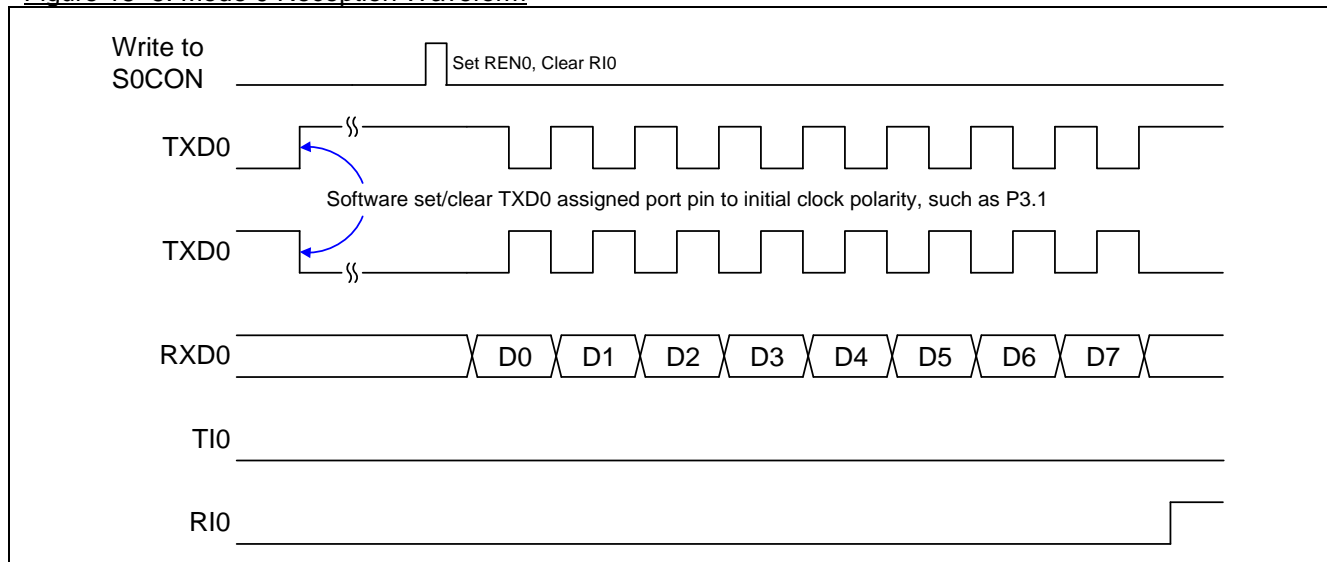 Write to
S0CON
Set REN0, Clear RI0
TXD0
Software set/clear TXD0 assigned port pin to initial clock polarity, such as P3.1
TXD0
RXD0 D0 D1 D2 D3 D4 D5 D6 D7
TI0
RI0